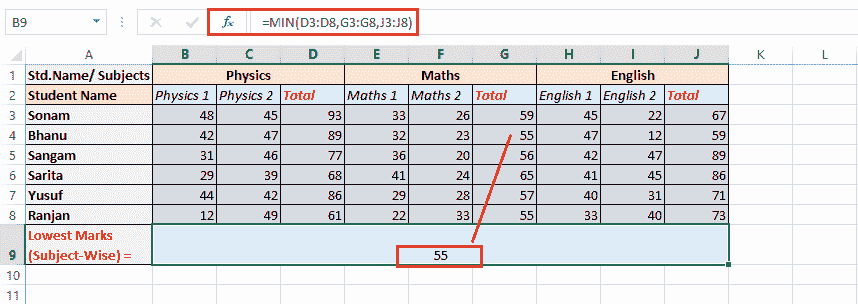 B9 fx =MIN(D3:D8,G3:G8,J3:J8)
A B C D E F G H I J K L
1 Std.Name/ Subjects Physics Maths English
2 Student Name Physics 1 Physics 2 Total Maths 1 Maths 2 Total English 1 English 2 Total
3 Sonam 48 45 93 33 26 59 45 22 67
4 Bhanu 42 47 89 32 23 55 47 12 59
5 Sangam 31 46 77 36 20 56 42 47 89
6 Sarita 29 39 68 41 24 65 41 45 86
7 Yusuf 44 42 86 29 28 57 40 31 71
8 Ranjan 12 49 61 22 33 55 33 40 73
Lowest Marks
9 (Subject-Wise) = 55
10
11